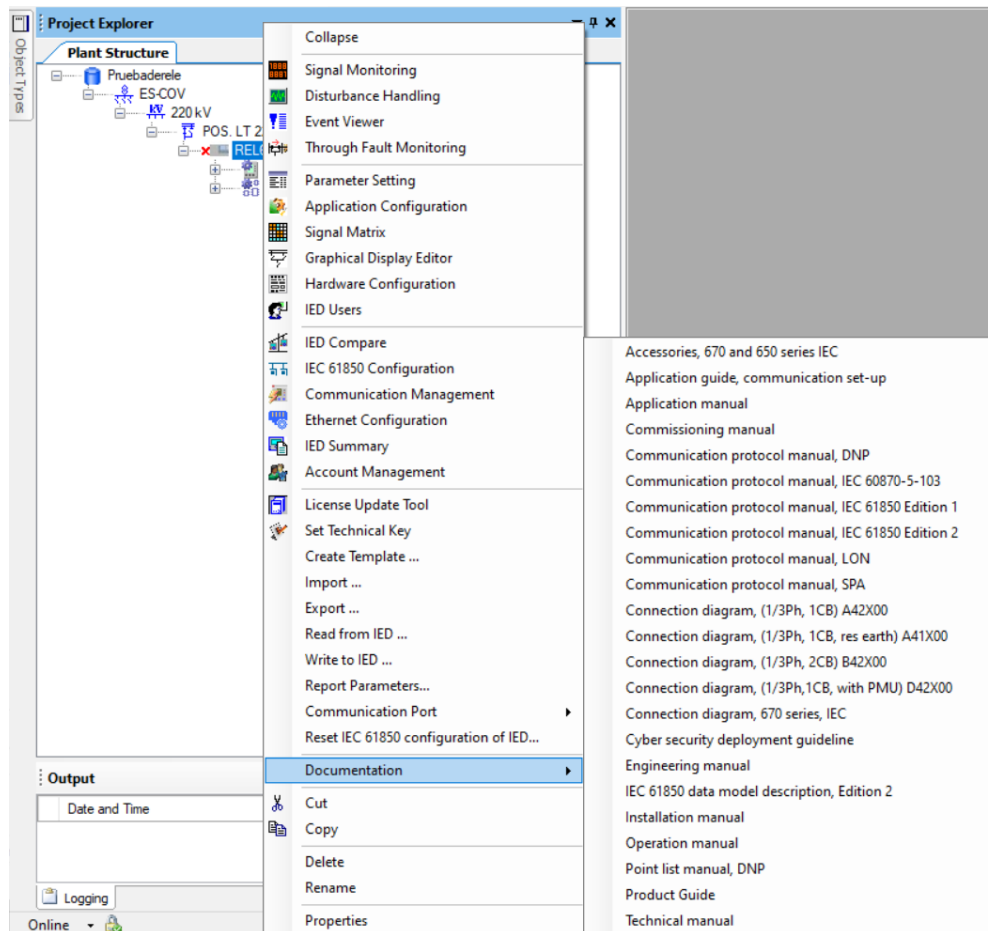 Object Types
Project Explorer
Plant Structure
Pruebaderele
ES-COV
220 kV
POS. LT 2
REL6
Collapse
Signal Monitoring
Disturbance Handling
Event Viewer
Through Fault Monitoring
Parameter Setting
Application Configuration
Signal Matrix
Graphical Display Editor
Hardware Configuration
IED Users
IED Compare
IEC 61850 Configuration
Communication Management
Ethernet Configuration
IED Summary
Account Management
License Update Tool
Set Technical Key
Create Template ...
Import ...
Export ...
Read from IED ...
Write to IED ...
Report Parameters...
Communication Port
Reset IEC 61850 configuration of IED...
Documentation
Cut
Copy
Delete
Rename
Properties
Accessories, 670 and 650 series IEC
Application guide, communication set-up
Application manual
Commissioning manual
Communication protocol manual, DNP
Communication protocol manual, IEC 60870-5-103
Communication protocol manual, IEC 61850 Edition 1
Communication protocol manual, IEC 61850 Edition 2
Communication protocol manual, LON
Communication protocol manual, SPA
Connection diagram, (1/3Ph, 1CB) A42X00
Connection diagram, (1/3Ph, 1CB, res earth) A41X00
Connection diagram, (1/3Ph, 2CB) B42X00
Connection diagram, (1/3Ph,1CB, with PMU) D42X00
Connection diagram, 670 series, IEC
Cyber security deployment guideline
Engineering manual
IEC 61850 data model description, Edition 2
Installation manual
Operation manual
Point list manual, DNP
Product Guide
Technical manual
Output
Date and Time
Logging
Online